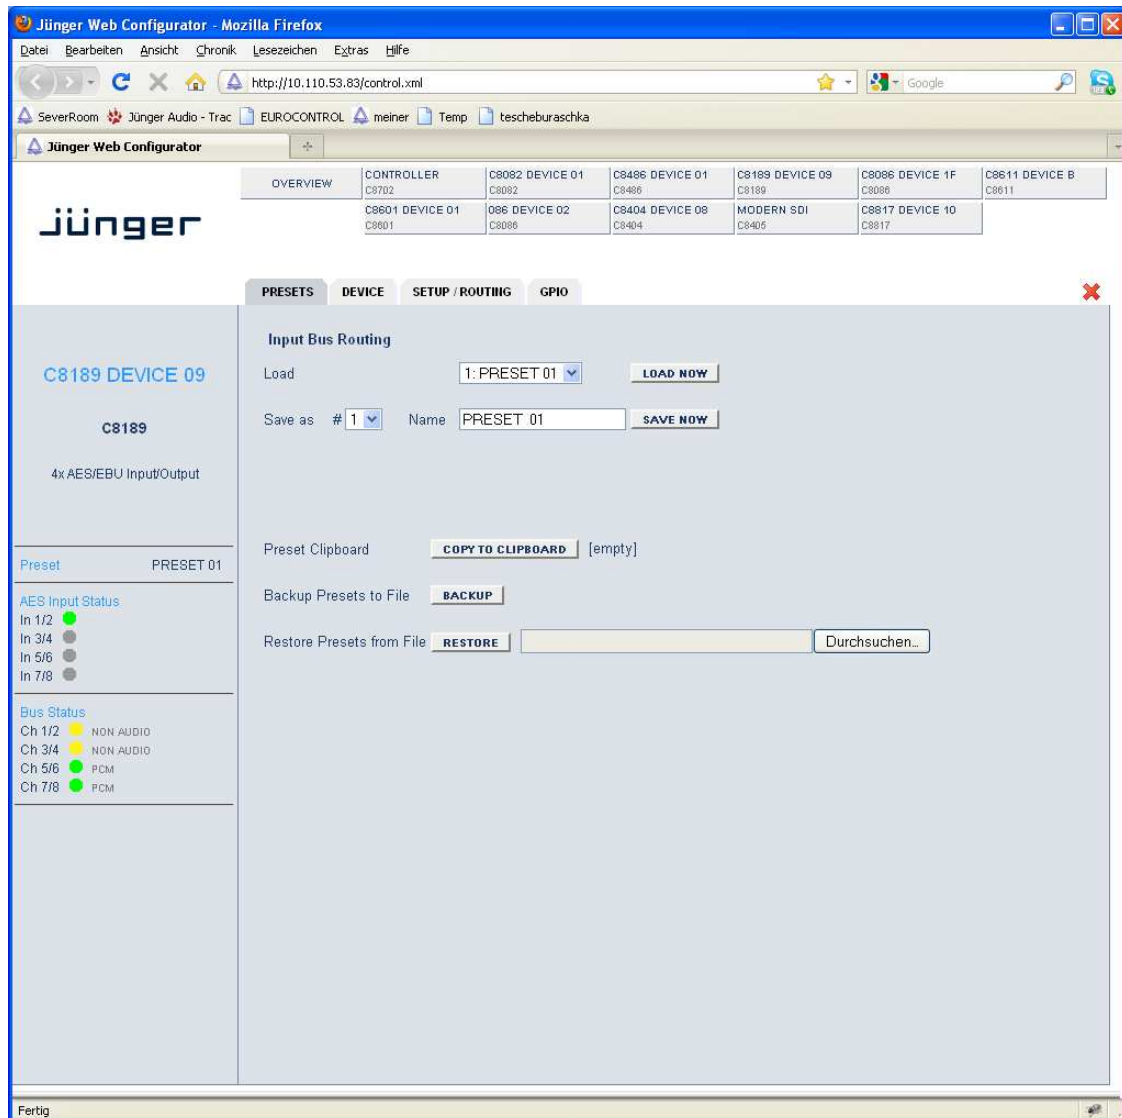 Jünger Web Configurator - Mozilla Firefox
Datei Bearbeiten Ansicht Chronik Lesezeichen Extras Hilfe
http://10.110.53.83/control.xml
Google
SeverRoom Jünger Audio - Trac EUROCONTROL meiner Temp tescheburaschka
Jünger Web Configurator
OVERVIEW
CONTROLLER C8082 DEVICE 01 C8486 DEVICE 01 C8189 DEVICE 09 C8086 DEVICE 1F C8611 DEVICE B
C8702 C8082 C8486 C8189 C8086 C8611
C8601 DEVICE 01 086 DEVICE 02 C8404 DEVICE 08 MODERN SDI C8817 DEVICE 10
C8601 C8086 C8404 C8405 C8817
jünger
PRESETS DEVICE SETUP / ROUTING GPIO
C8189 DEVICE 09
C8189
4x AES/EBU Input/Output
Preset PRESET 01
AES Input Status
In 1/2
In 3/4
In 5/6
In 7/8
Bus Status
Ch 1/2 NON AUDIO
Ch 3/4 NON AUDIO
Ch 5/6 PCM
Ch 7/8 PCM
Input Bus Routing
Load 1: PRESET 01 LOAD NOW
Save as # 1 Name PRESET 01 SAVE NOW
Preset Clipboard COPY TO CLIPBOARD [empty]
Backup Presets to File BACKUP
Restore Presets from File RESTORE Durchsuchen...
Fertig